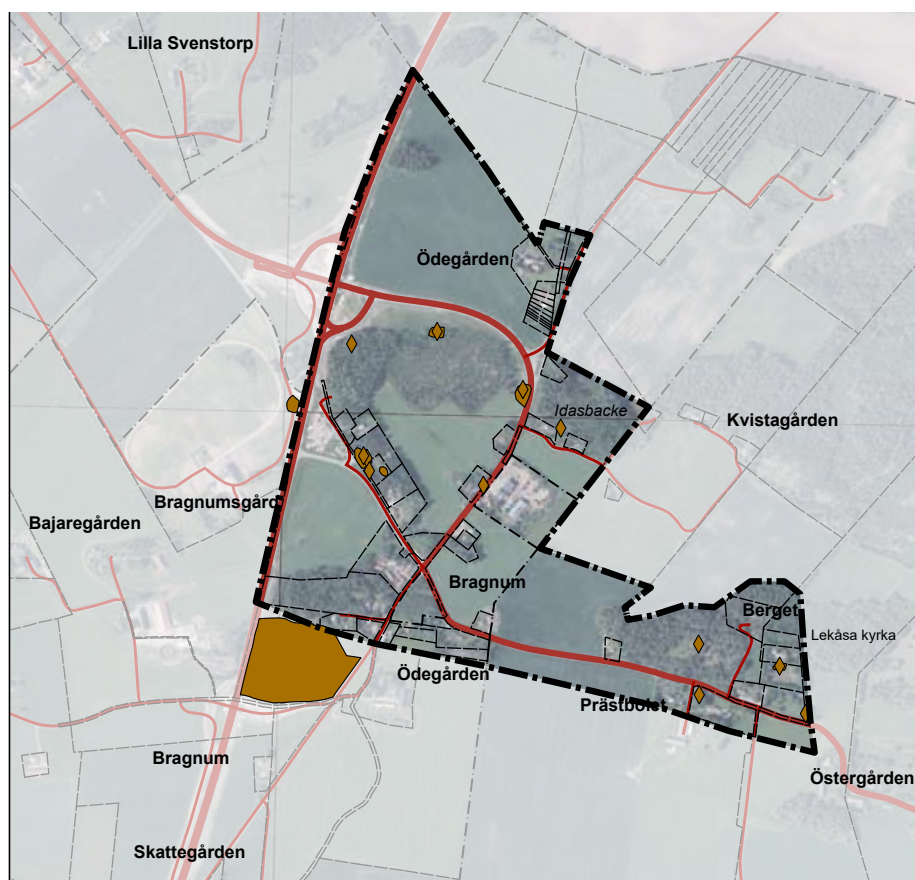 Lilla Svenstorp
Ödegården
Idasbacke
Kvistagården
Bragnumsgård
Bajaregården
Bragnum
Berget
Lekåsa kyrka
Ödegården
Prästbolet
Bragnum
Östergården
Skattegården